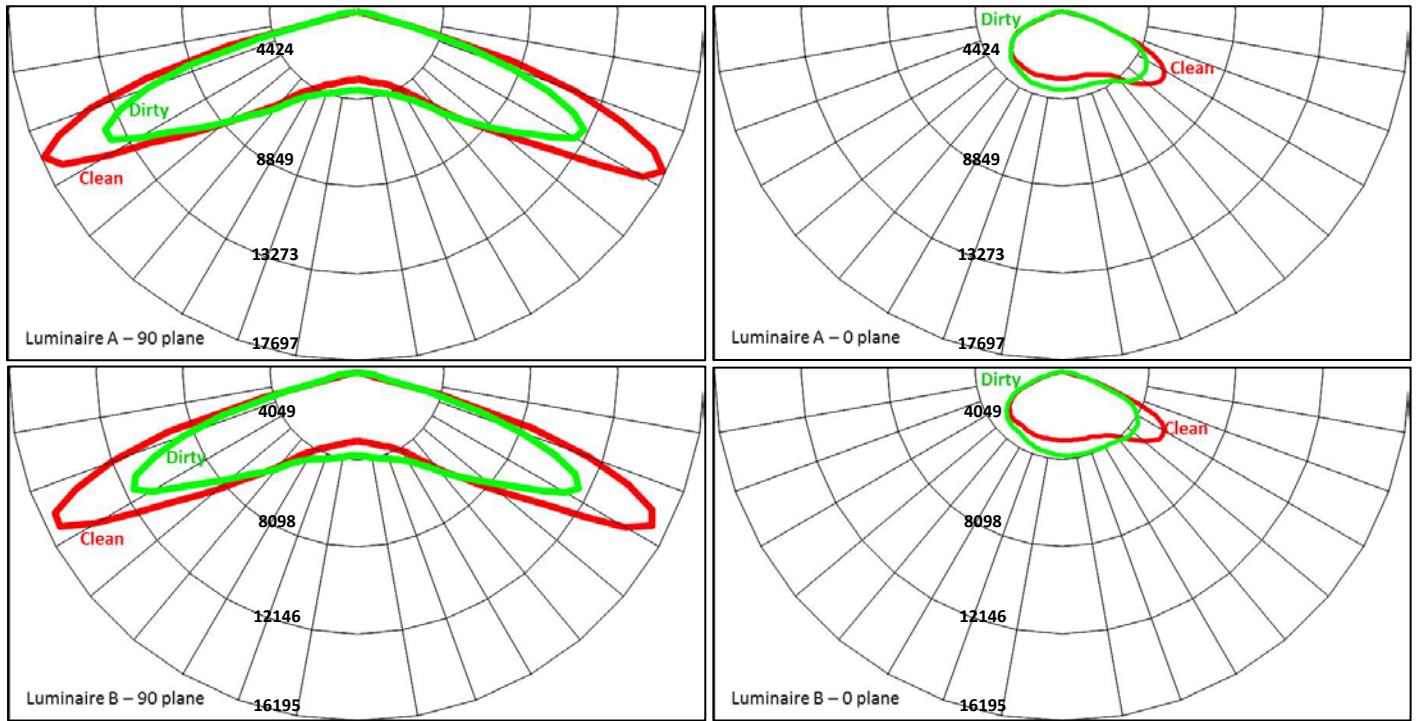 4424
Dirty
8849
Clean
13273
Luminaire A – 90 plane
17697
Dirty
4424
Clean
8849
13273
Luminaire A – 0 plane
17697
4049
Dirty
8098
Clean
12146
Luminaire B – 90 plane
16195
Dirty
4049
Clean
8098
12146
Luminaire B – 0 plane
16195